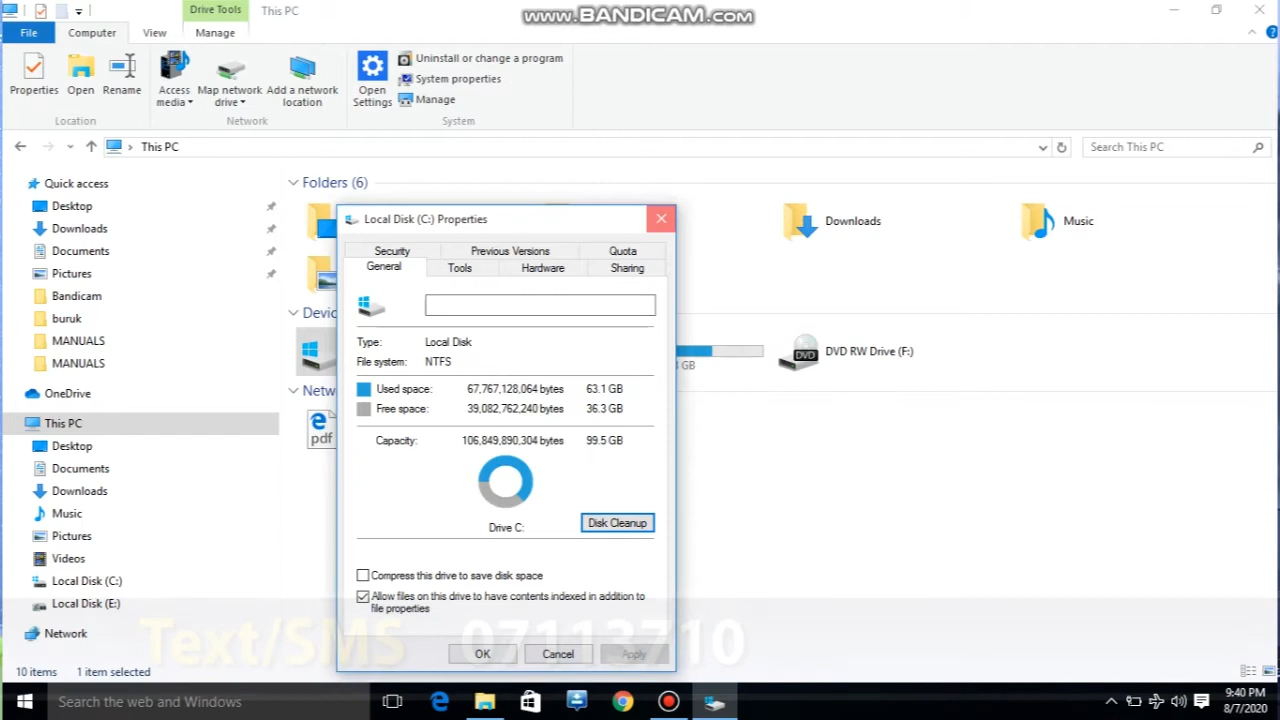 Drive Tools
This PC
www.BANDICAM.com
File
Computer
View
Manage
Properties
Open
Rename
Access media
Map network drive
Add a network location
Open Settings
Uninstall or change a program
System properties
Manage
Location
Network
System
This PC
Search This PC
Quick access
Desktop
Downloads
Documents
Pictures
Bandicam
buruk
MANUALS
MANUALS
OneDrive
This PC
Desktop
Documents
Downloads
Music
Pictures
Videos
Local Disk (C:)
Local Disk (E:)
Network
10 items
1 item selected
Folders (6)
Downloads
Music
DVD RW Drive (F:)
DVD
GB
pdf
Local Disk (C:) Properties
Security
Previous Versions
Quota
General
Tools
Hardware
Sharing
Type:
Local Disk
File system:
NTFS
Used space:
67,767,128,064 bytes
63.1 GB
Free space:
39,082,762,240 bytes
36.3 GB
Capacity:
106,849,890,304 bytes
99.5 GB
Drive C:
Disk Cleanup
Compress this drive to save disk space
Allow files on this drive to have contents indexed in addition to
file properties
OK
Cancel
Apply
Text/SMS 07113710
Search the web and Windows
9:40 PM
8/7/2020